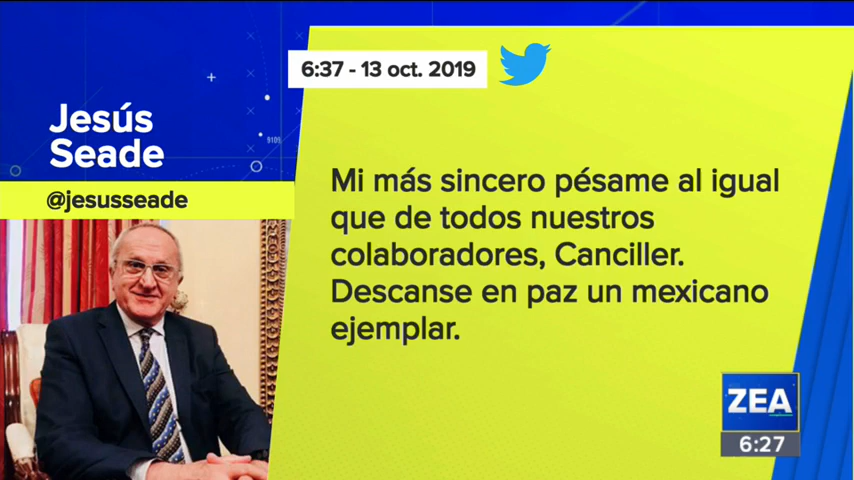 6:37 - 13 oct. 2019
Jesús
Seade
@jesusseade
9109
Mi más sincero pésame al igual
que de todos nuestros
colaboradores, Canciller.
Descanse en paz un mexicano
ejemplar.
ZEA
6:27